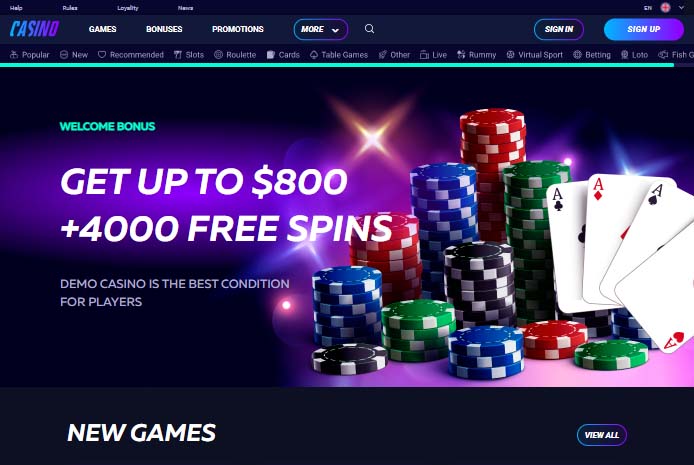 Help Rules Loyality News EN
CASINO GAMES BONUSES PROMOTIONS MORE SIGN IN SIGN UP
Popular New Recommended Slots Roulette Cards Table Games Other Live Rummy Virtual Sport Betting Loto Fish G
WELCOME BONUS
GET UP TO $800
+4000 FREE SPINS
DEMO CASINO IS THE BEST CONDITION
FOR PLAYERS
A A A
A
NEW GAMES VIEW ALL